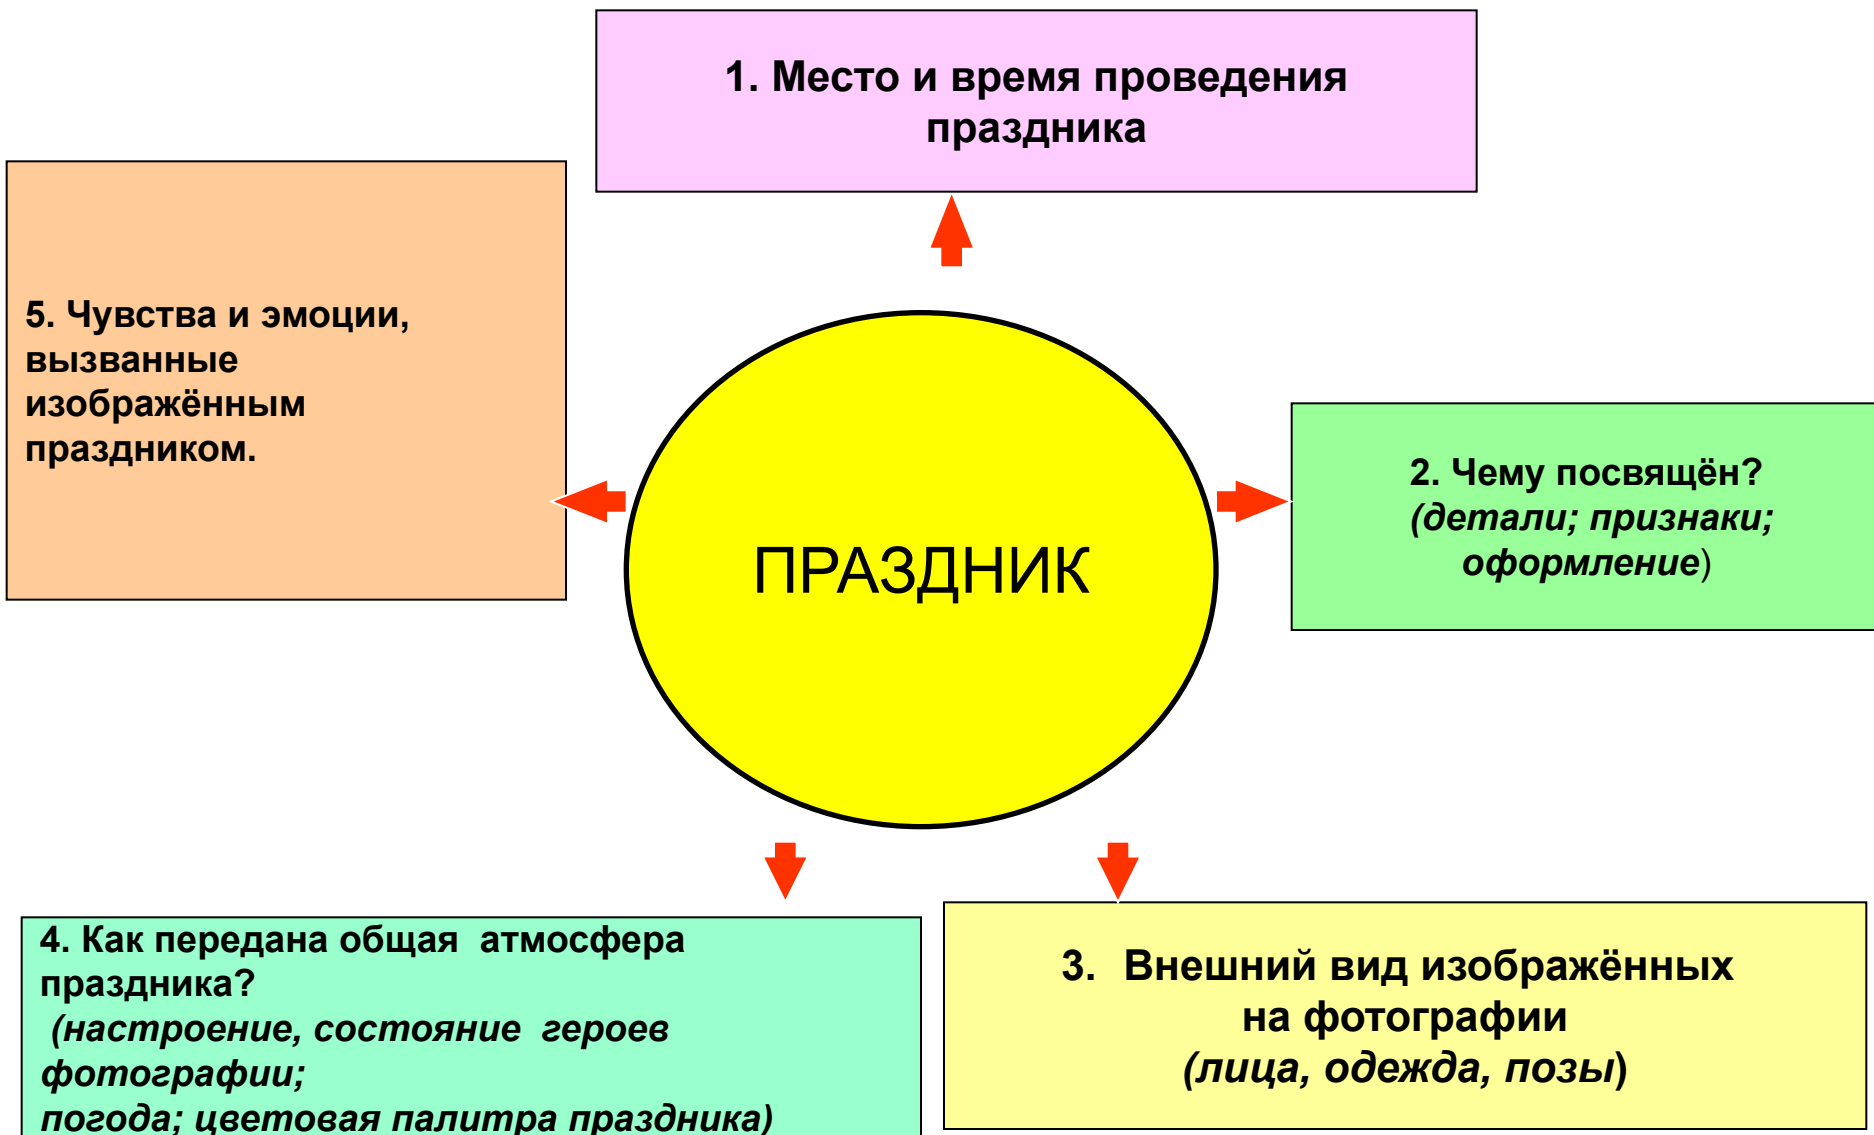 1. Место и время проведения
праздника
5. Чувства и эмоции,
вызванные
изображённым
праздником.
ПРАЗДНИК
2. Чему посвящён?
(детали; признаки;
оформление)
4. Как передана общая атмосфера
праздника?
(настроение, состояние героев
фотографии;
погода; цветовая палитра праздника)
3. Внешний вид изображённых
на фотографии
(лица, одежда, позы)